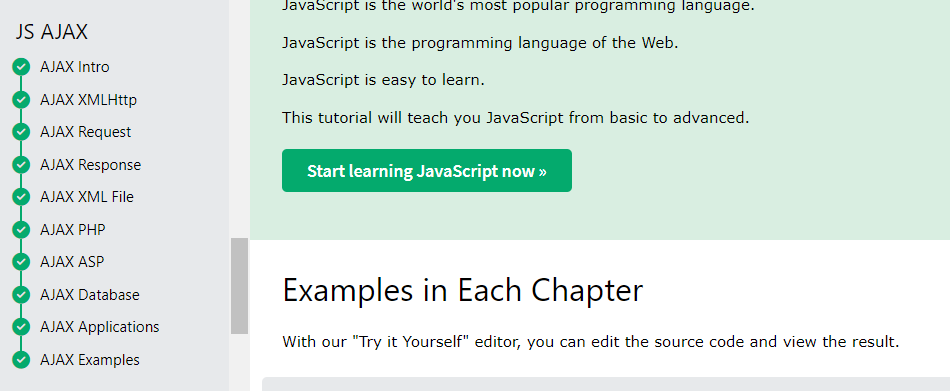 JS AJAX
AJAX Intro
AJAX XMLHttp
AJAX Request
AJAX Response
AJAX XML File
AJAX PHP
AJAX ASP
AJAX Database
AJAX Applications
AJAX Examples
JavaScript is the world's most popular programming language.
JavaScript is the programming language of the Web.
JavaScript is easy to learn.
This tutorial will teach you JavaScript from basic to advanced.
Start learning JavaScript now »
Examples in Each Chapter
With our "Try it Yourself" editor, you can edit the source code and view the result.